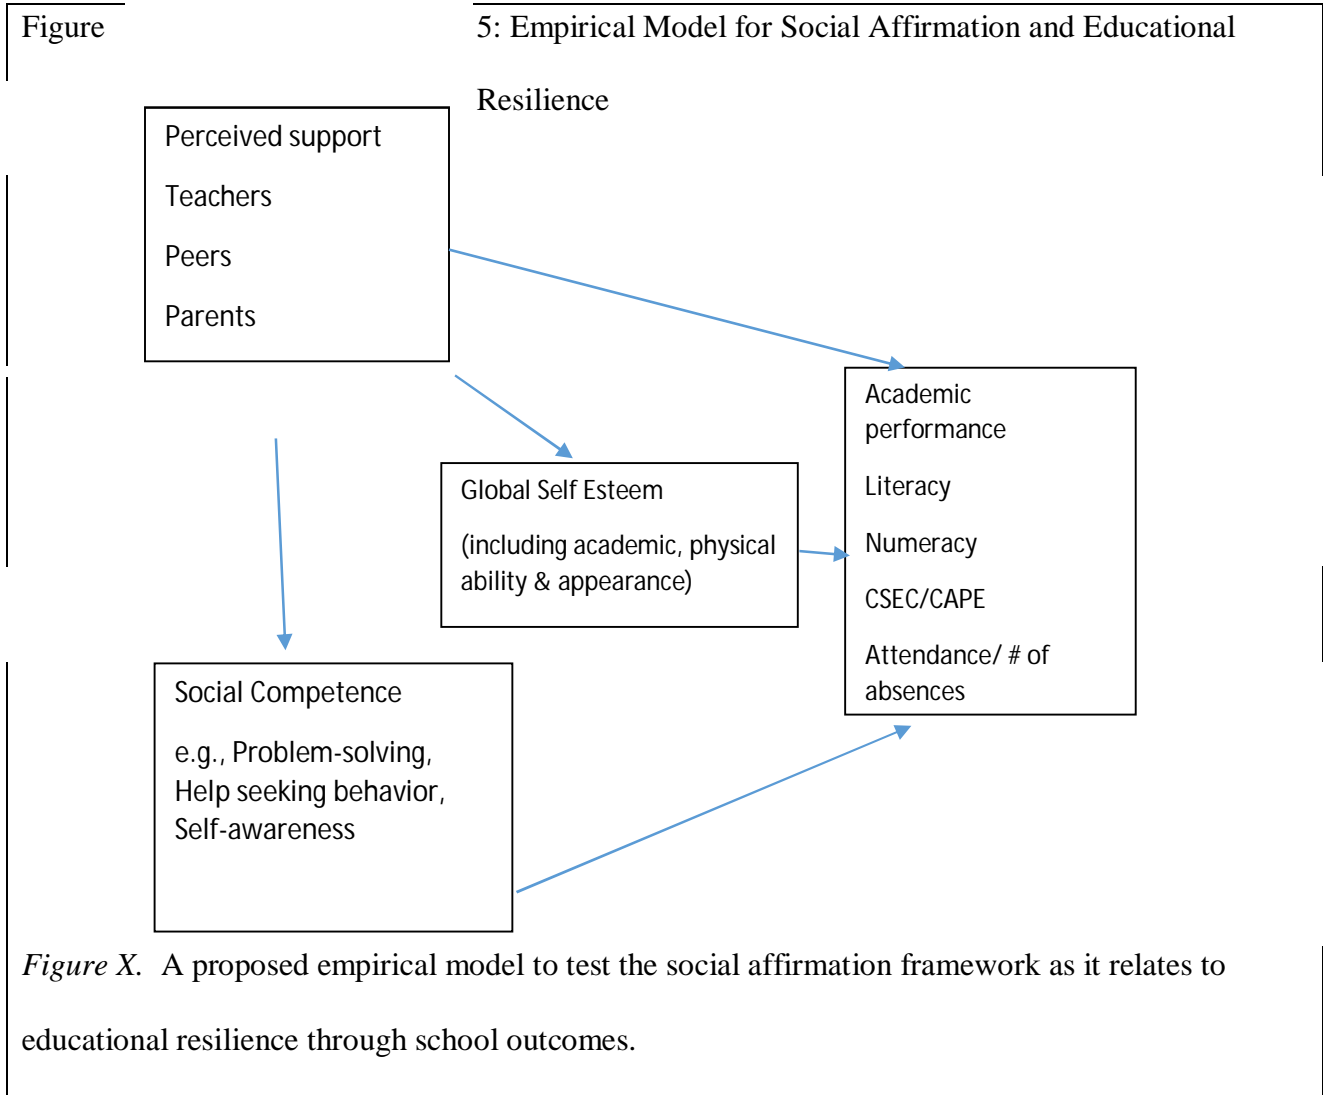 Figure 5: Empirical Model for Social Affirmation and Educational
Resilience
Perceived support
Teachers
Peers
Parents
Academic
performance
Literacy
Numeracy
CSEC/CAPE
Attendance/ # of
absences
Global Self Esteem
(including academic, physical
ability & appearance)
Social Competence
e.g., Problem-solving,
Help seeking behavior,
Self-awareness
Figure X. A proposed empirical model to test the social affirmation framework as it relates to
educational resilience through school outcomes.